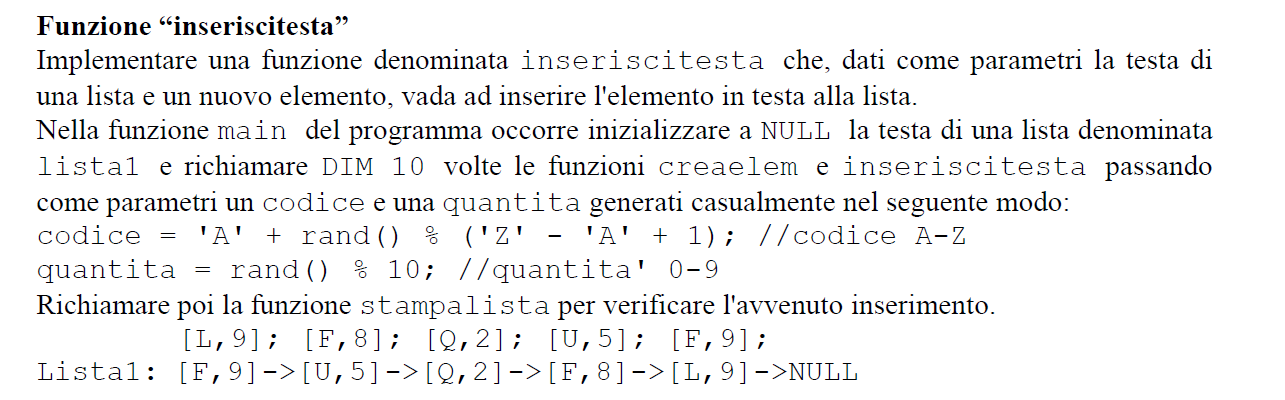 Funzione “inseriscitesta”
Implementare una funzione denominata inseriscitesta che, dati come parametri la testa di
una lista e un nuovo elemento, vada ad inserire l'elemento in testa alla lista.
Nella funzione main del programma occorre inizializzare a NULL la testa di una lista denominata
lista1 e richiamare DIM 10 volte le funzioni creaelem e inseriscitesta passando
come parametri un codice e una quantita generati casualmente nel seguente modo:
codice = 'A' + rand() % ('Z' - 'A' + 1); //codice A-Z
quantita = rand() % 10; //quantita' 0-9
Richiamare poi la funzione stampalista per verificare l'avvenuto inserimento.
[L,9]; [F,8]; [Q,2]; [U,5]; [F,9];
Lista1: [F,9]->[U,5]->[Q,2]->[F,8]->[L,9]->NULL